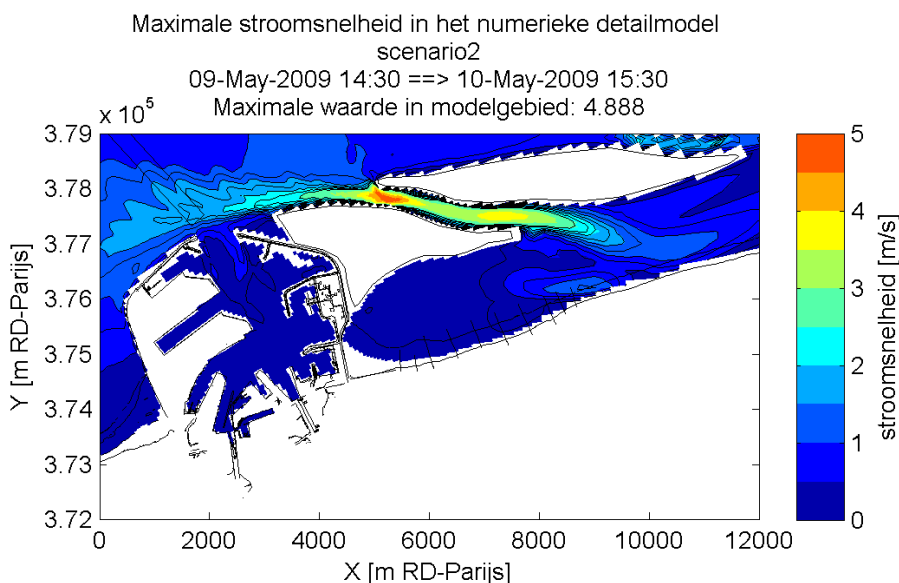 Maximale stroomsnelheid in het numerieke detailmodel
scenario2
09-May-2009 14:30 ==> 10-May-2009 15:30
Maximale waarde in modelgebied: 4.888
x 10^5
3.79
3.78
3.77
3.76
3.75
3.74
3.73
3.72
Y [m RD-Parijs]
0 2000 4000 6000 8000 10000 12000
X [m RD-Parijs]
5
4
3
2
1
0
stroomsnelheid [m/s]